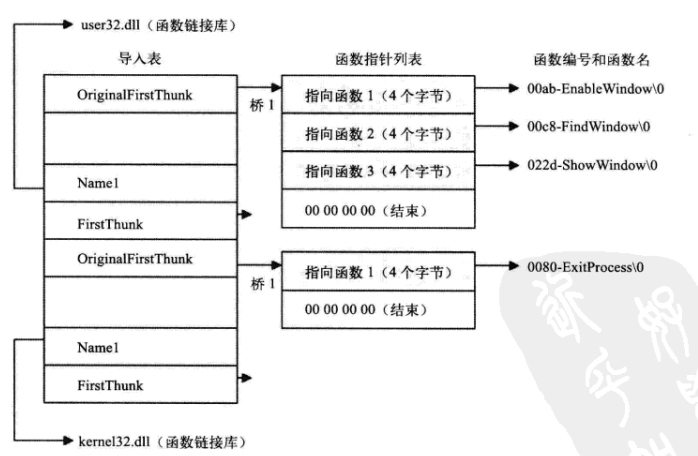 user32.dll（函数链接库）
导入表
函数指针列表
函数编号和函数名
OriginalFirstThunk
桥 1
指向函数 1（4 个字节）
00ab-EnableWindow\0
指向函数 2（4 个字节）
00c8-FindWindow\0
Name1
指向函数 3（4 个字节）
022d-ShowWindow\0
00 00 00 00（结束）
FirstThunk
OriginalFirstThunk
桥 1
指向函数 1（4 个字节）
0080-ExitProcess\0
00 00 00 00（结束）
Name1
FirstThunk
kernel32.dll（函数链接库）